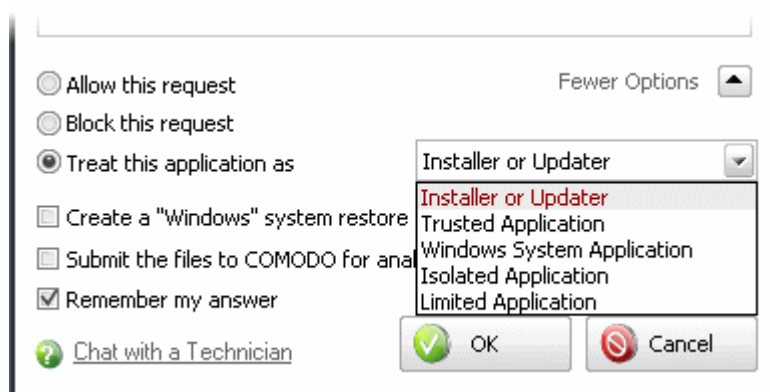 Allow this request
Fewer Options
Block this request
Treat this application as
Installer or Updater
Installer or Updater
Create a "Windows" system restore
Trusted Application
Windows System Application
Submit the files to COMODO for
Isolated Application
Remember my answer
Limited Application
Chat with a Technician
OK
Cancel